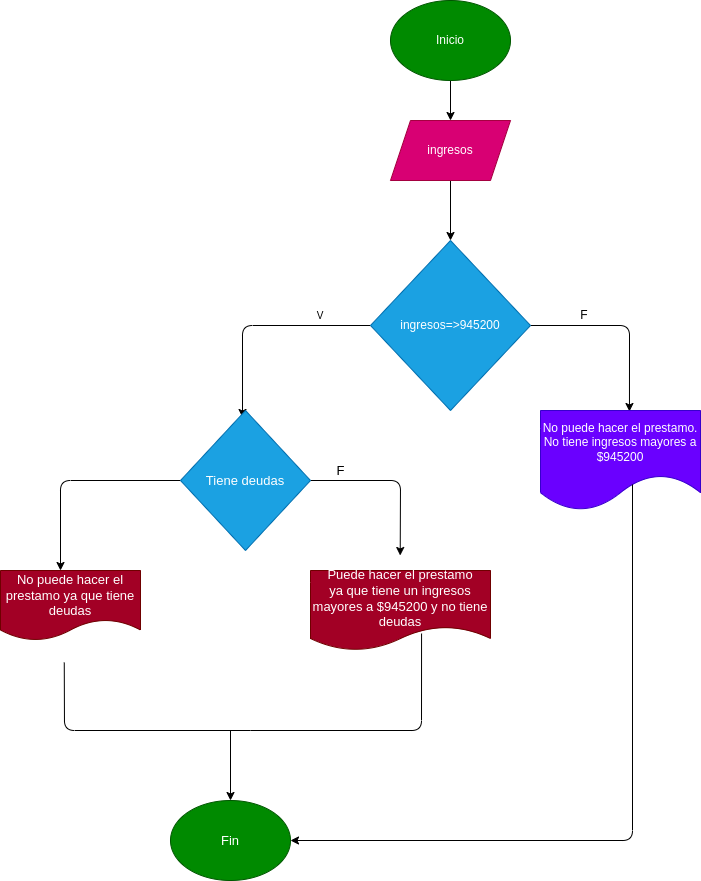 Inicio
ingresos
ingresos=>945200
V
F
No puede hacer el prestamo.
No tiene ingresos mayores a
$945200
Tiene deudas
F
No puede hacer el
prestamo ya que tiene
deudas
Puede hacer el prestamo
ya que tiene un ingresos
mayores a $945200 y no tiene
deudas
Fin